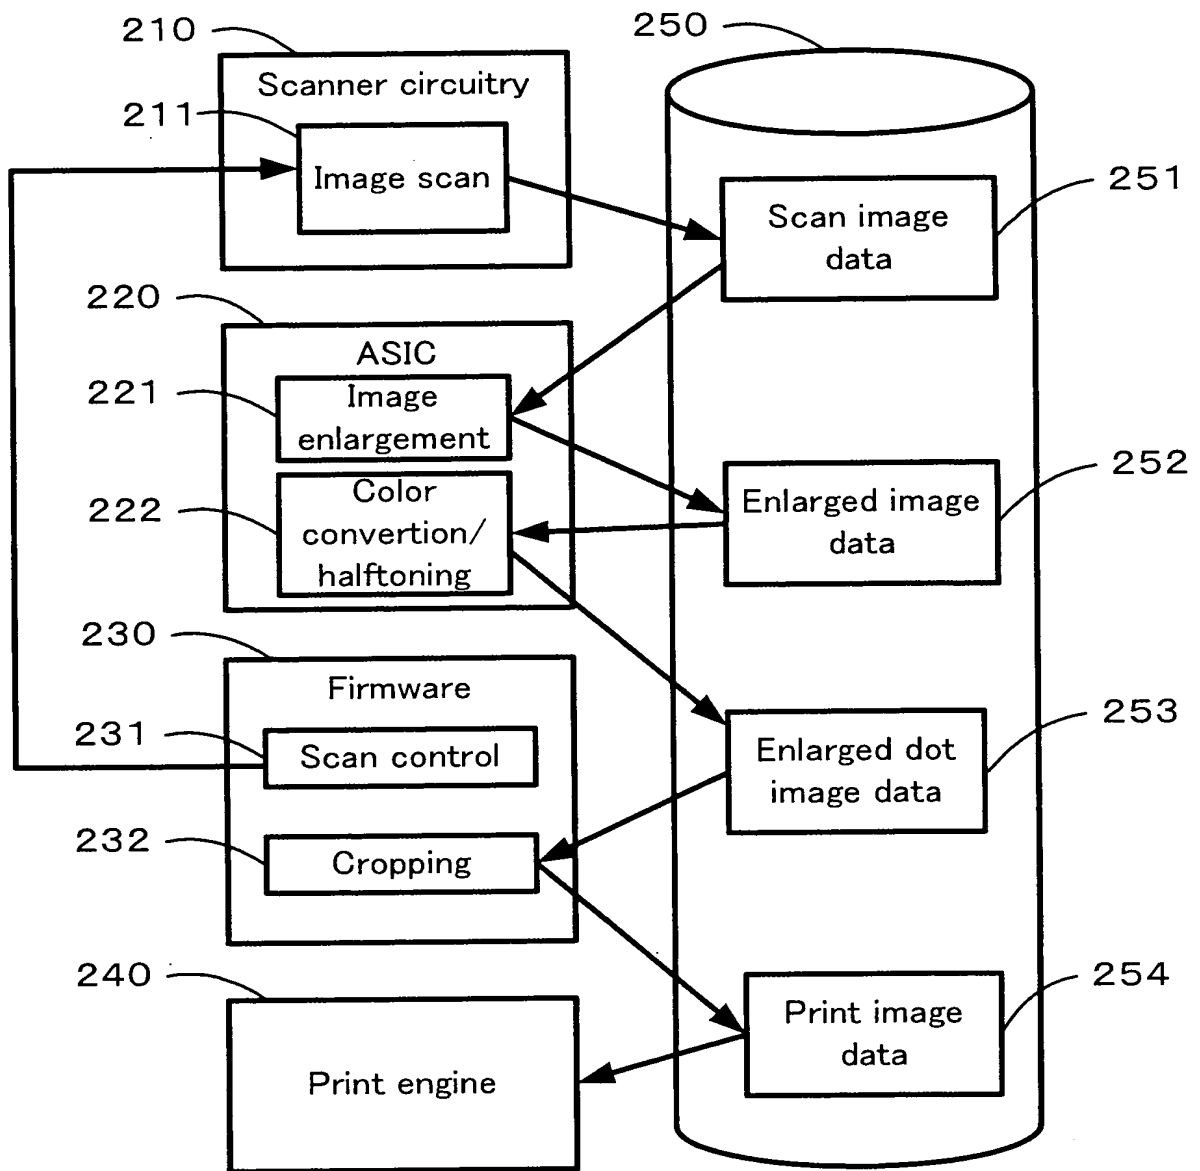 210
250
Scanner circuitry
211
Image scan
251
Scan image
data
220
ASIC
221
Image
enlargement
222
Color
convertion/
halftoning
252
Enlarged image
data
230
Firmware
231
Scan control
253
Enlarged dot
image data
232
Cropping
240
Print engine
254
Print image
data